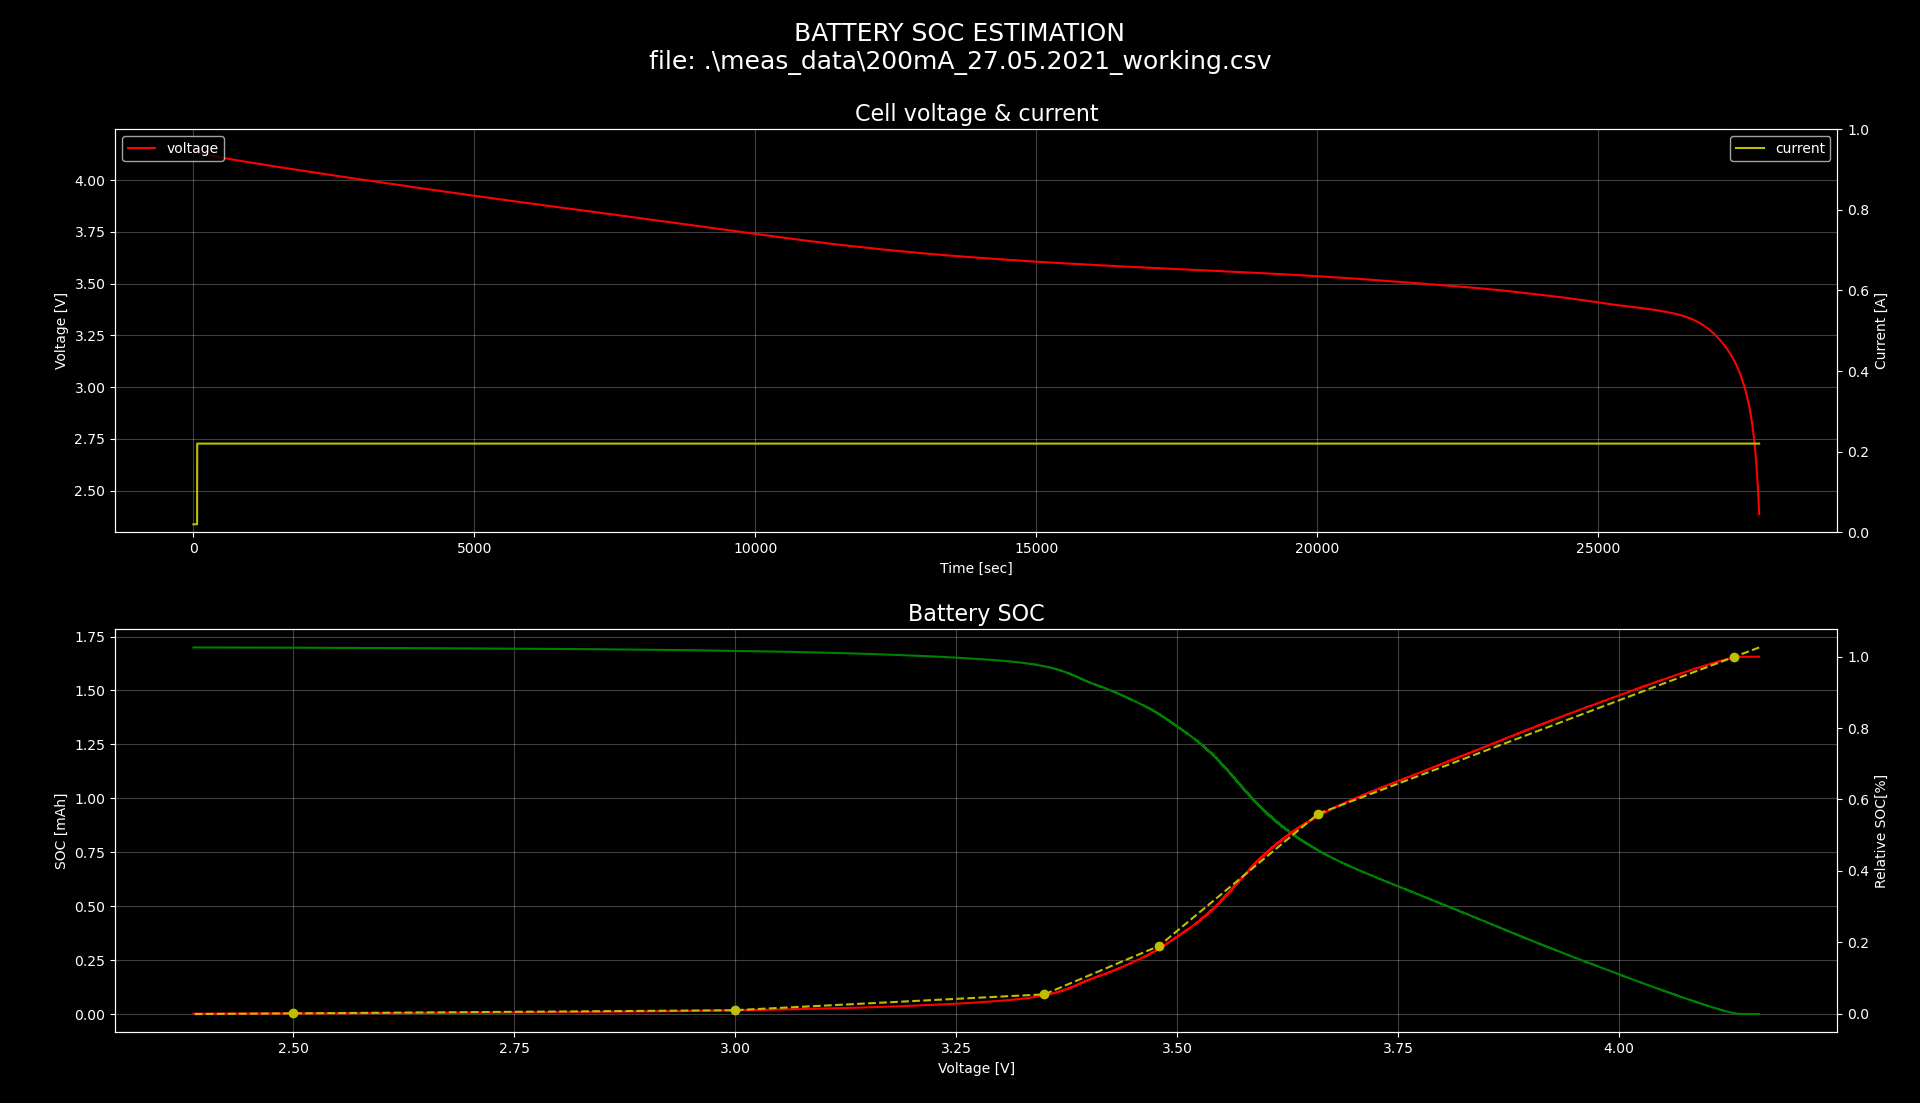 BATTERY SOC ESTIMATION
file: .\meas_data\200mA_27.05.2021_working.csv
Cell voltage & current
voltage
current
1.0
0.8
0.6
0.4
0.2
0.0
4.00
3.75
3.50
3.25
3.00
2.75
2.50
Voltage [V]
Current [A]
0 5000 10000 15000 20000 25000
Time [sec]
Battery SOC
1.75
1.50
1.25
1.00
0.75
0.50
0.25
0.00
SOC [mAh]
1.0
0.8
0.6
0.4
0.2
0.0
Relative SOC[%]
2.50 2.75 3.00 3.25 3.50 3.75 4.00
Voltage [V]